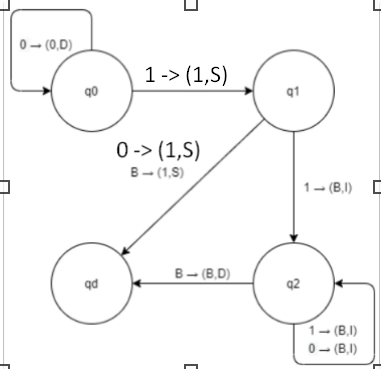 0 → (0,D)
q0
1 -> (1,S)
q1
0 -> (1,S)
B → (1,S)
1 → (B,I)
qd
B → (B,D)
q2
1 → (B,I)
0 → (B,I)